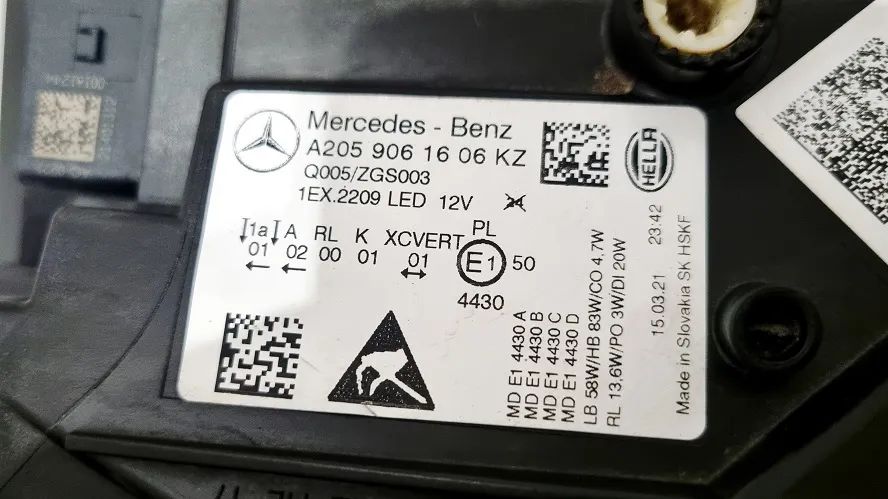 Mercedes - Benz
A205 906 16 06 KZ
Q005/ZGS003
1EX.2209 LED 12V
HELLA
1a A RL K XCVERT PL
01 02 00 01 01 E1 50
4430
MD E1 4430 A
MD E1 4430 B
MD E1 4430 C
MD E1 4430 D
LB 58W/HB 83W/CO 4,7W
RL 13,6W/PO 3W/DI 20W
15.03.21 23:42
Made in Slovakia SK HSKF